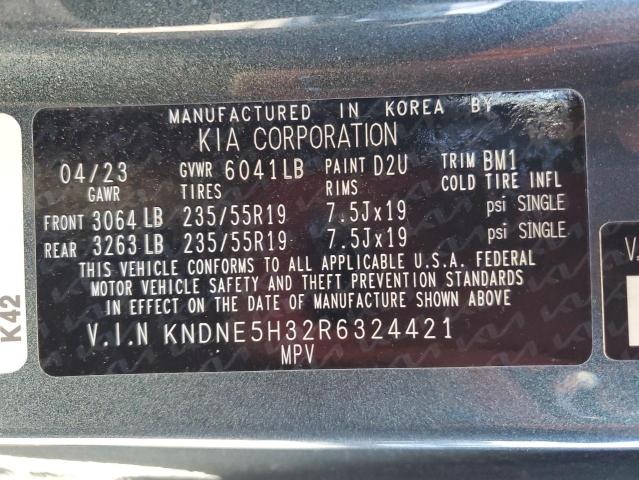 MANUFACTURED IN KOREA BY
KIA CORPORATION
04/23 GVWR 6041LB PAINT D2U TRIM BM1
GAWR TIRES RIMS COLD TIRE INFL
FRONT 3064 LB 235/55R19 7.5Jx19 psi SINGLE
REAR 3263 LB 235/55R19 7.5Jx19 psi SINGLE
THIS VEHICLE CONFORMS TO ALL APPLICABLE U.S.A. FEDERAL
MOTOR VEHICLE SAFETY AND THEFT PREVENTION STANDARDS
IN EFFECT ON THE DATE OF MANUFACTURE SHOWN ABOVE
V.I.N KNDNE5H32R6324421
MPV
K42